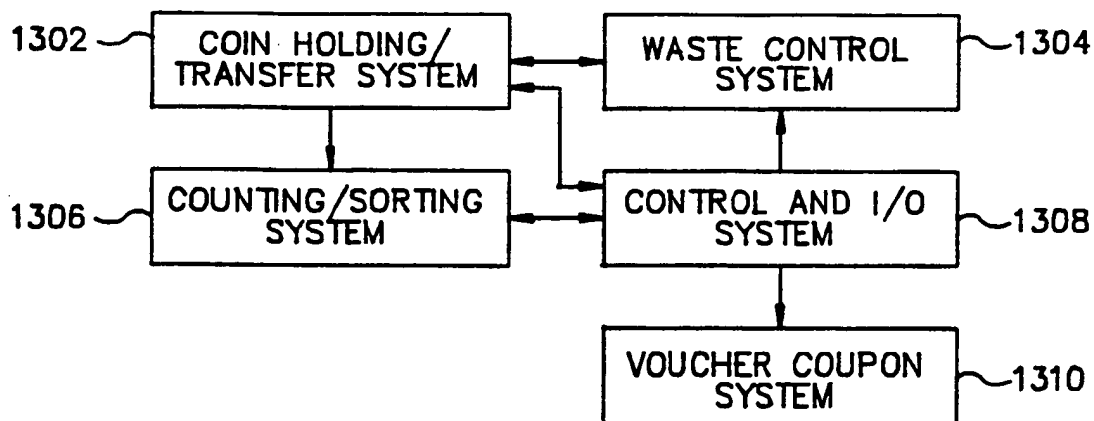 1302
COIN HOLDING/
TRANSFER SYSTEM
WASTE CONTROL
SYSTEM
1304
1306
COUNTING/SORTING
SYSTEM
CONTROL AND I/O
SYSTEM
1308
VOUCHER COUPON
SYSTEM
1310